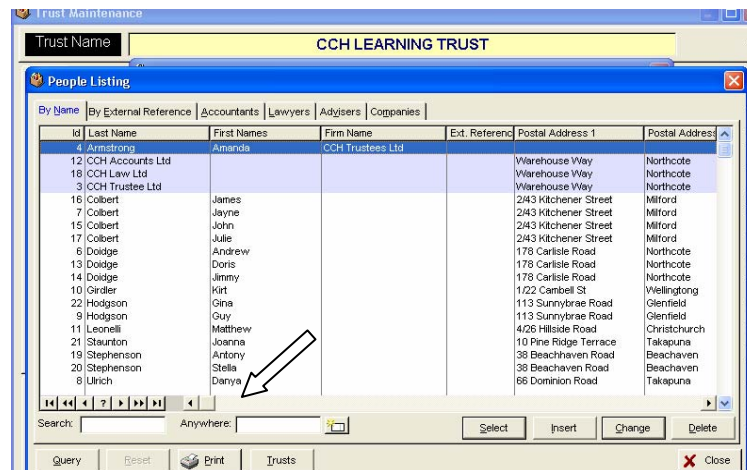 Trust Maintenance
Trust Name CCH LEARNING TRUST
People Listing
By Name By External Reference Accountants Lawyers Advisers Companies
Id Last Name First Names Firm Name Ext. Referenc Postal Address 1 Postal Address
4 Armstrong Amanda CCH Trustees Ltd
12 CCH Accounts Ltd Warehouse Way Northcote
18 CCH Law Ltd Warehouse Way Northcote
3 CCH Trustee Ltd Warehouse Way Northcote
16 Colbert James 2/43 Kitchener Street Milford
7 Colbert Jayne 2/43 Kitchener Street Milford
15 Colbert John 2/43 Kitchener Street Milford
17 Colbert Julie 2/43 Kitchener Street Milford
6 Doidge Andrew 178 Carlisle Road Northcote
13 Doidge Doris 178 Carlisle Road Northcote
14 Doidge Jimmy 178 Carlisle Road Northcote
10 Girdler Kirt 1/22 Cambell St Wellingtong
22 Hodgson Gina 113 Sunnybrae Road Glenfield
9 Hodgson Guy 113 Sunnybrae Road Glenfield
11 Leonelli Matthew 4/26 Hillside Road Christchurch
21 Staunton Joanna 10 Pine Ridge Terrace Takapuna
19 Stephenson Antony 38 Beachhaven Road Beachaven
20 Stephenson Stella 38 Beachaven Road Beachaven
8 Ulrich Danya 66 Dominion Road Takapuna
?
Search: Anywhere: Select Insert Change Delete
Query Reset Print Trusts Close